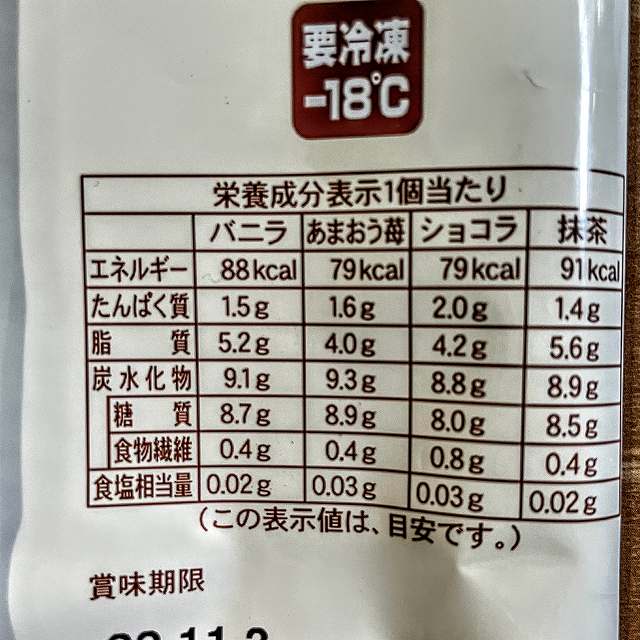 要冷凍
-18℃
栄養成分表示1個当たり
バニラ あまおう苺 ショコラ 抹茶
エネルギー 88kcal 79kcal 79kcal 91kcal
たんぱく質 1.5g 1.6g 2.0g 1.4g
脂質 5.2g 4.0g 4.2g 5.6g
炭水化物 9.1g 9.3g 8.8g 8.9g
糖質 8.7g 8.9g 8.0g 8.5g
食物繊維 0.4g 0.4g 0.8g 0.4g
食塩相当量 0.02g 0.03g 0.03g 0.02g
(この表示値は、目安です。)
賞味期限